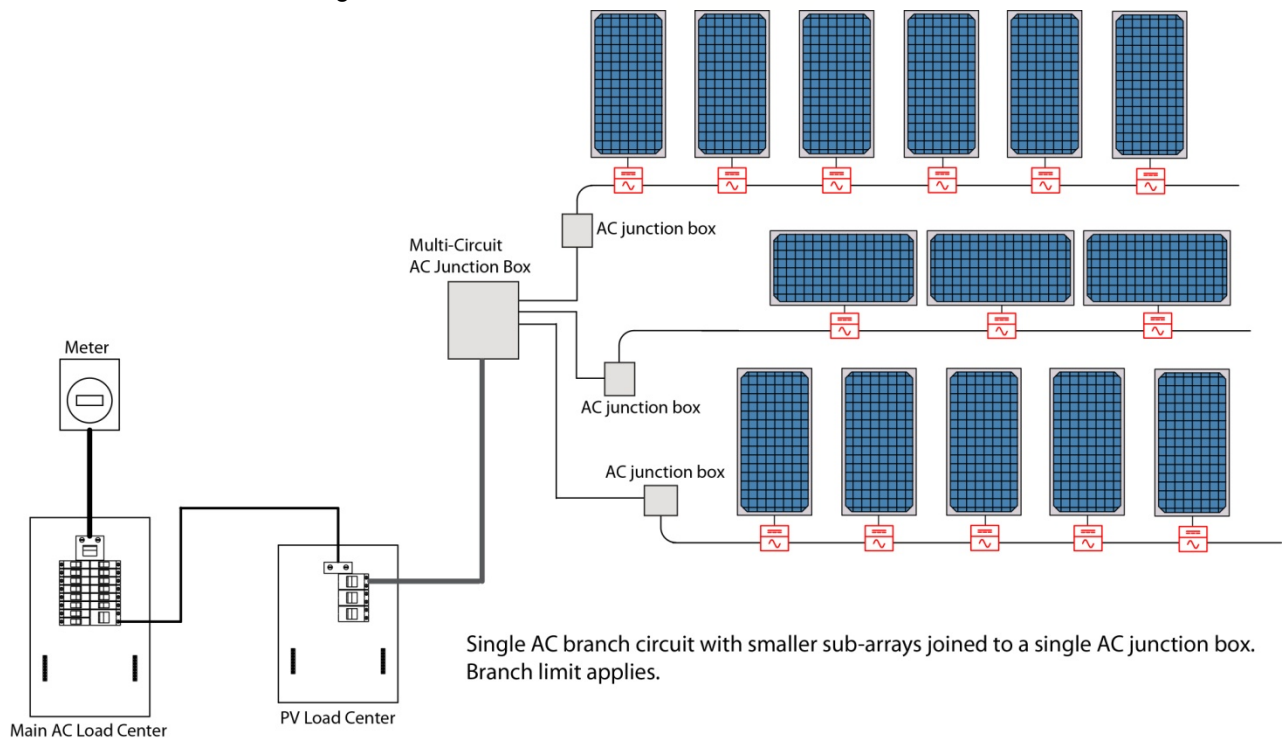 AC junction box
Multi-Circuit
AC Junction Box
Meter
AC junction box
AC junction box
Single AC branch circuit with smaller sub-arrays joined to a single AC junction box.
Branch limit applies.
PV Load Center
Main AC Load Center